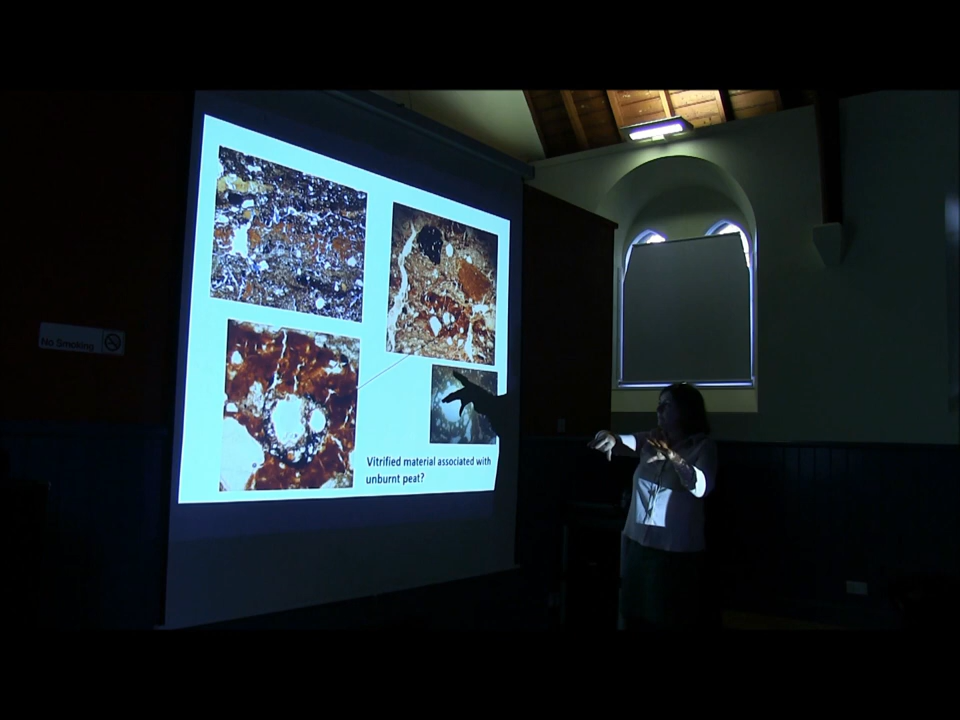 No Smoking
Vitrified material associated with
unburnt peat?